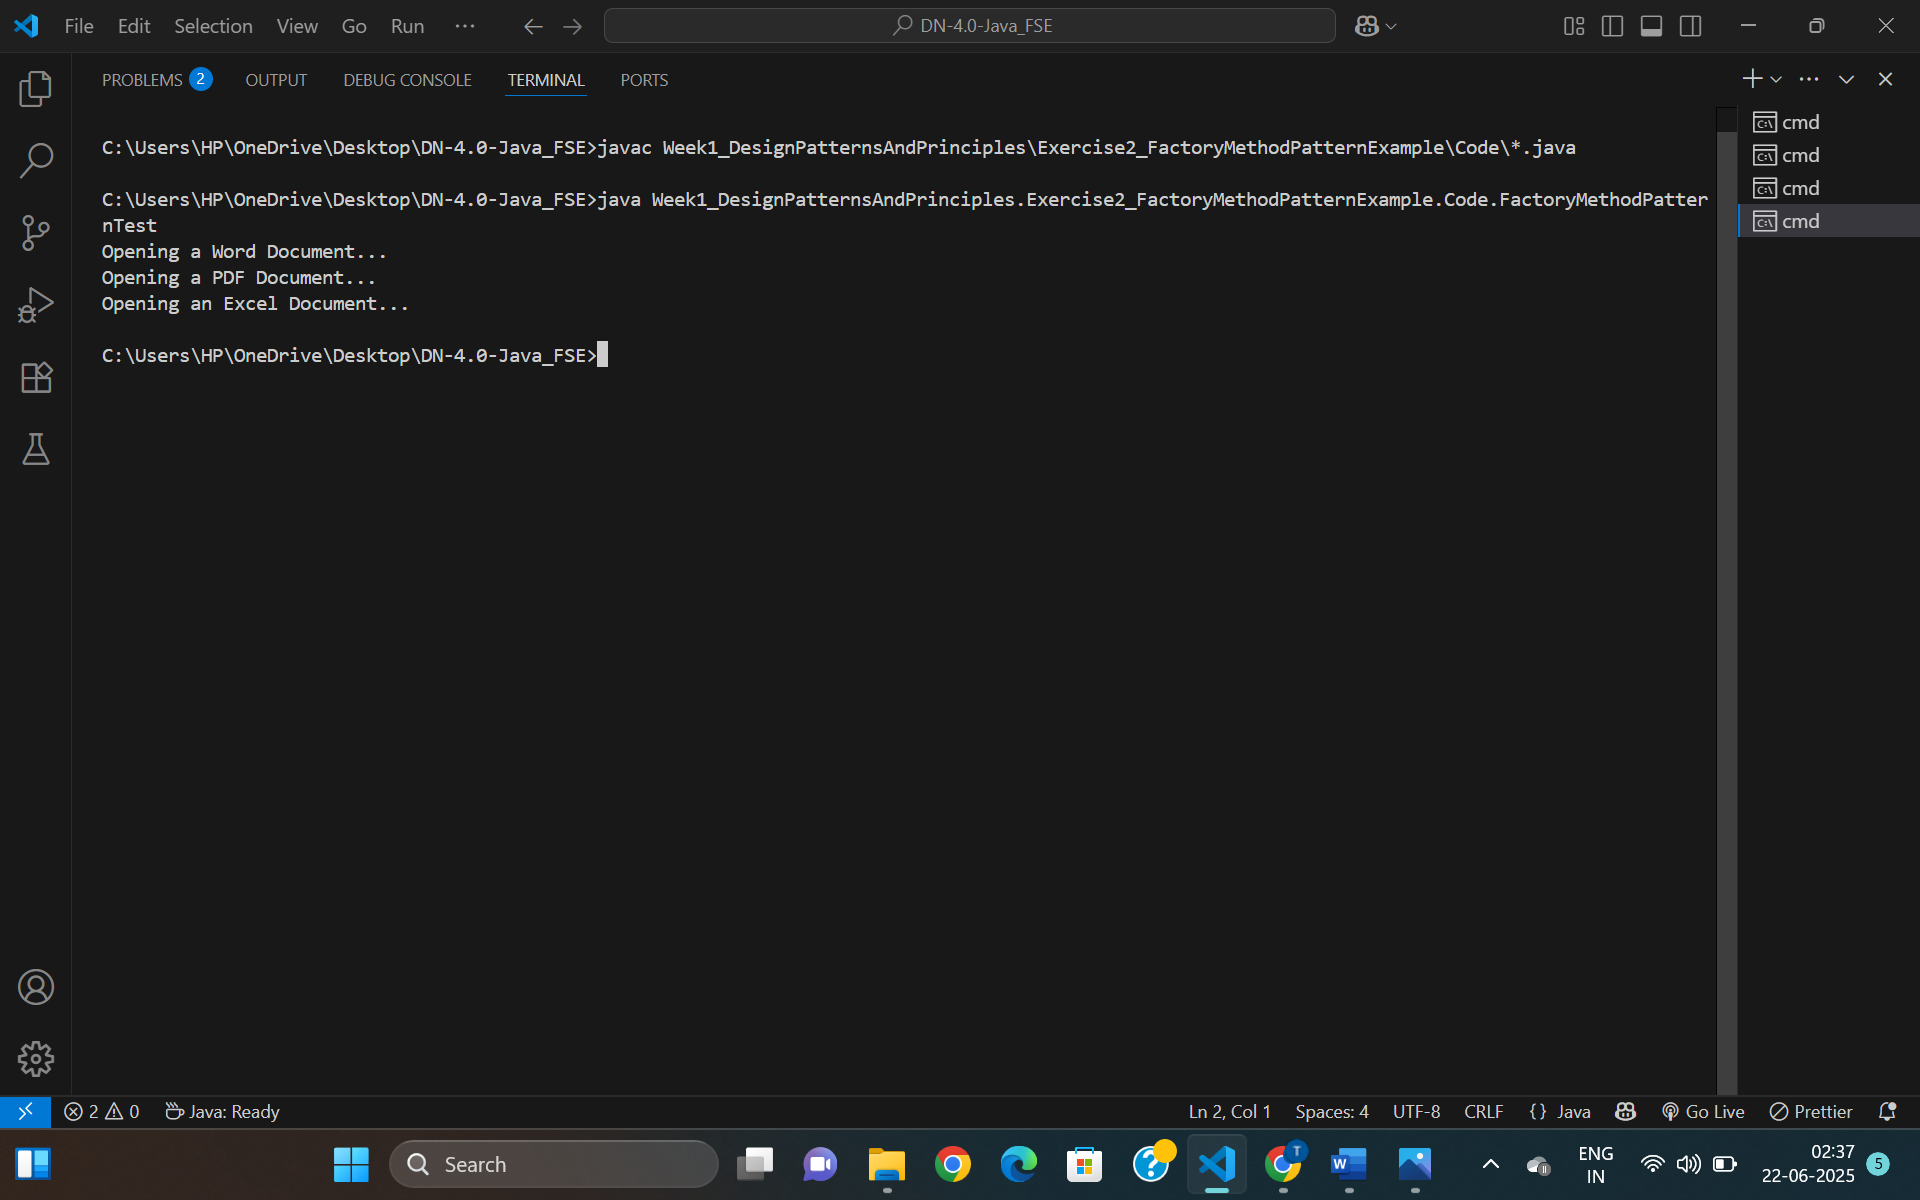 File Edit Selection View Go Run ... DN-4.0-Java_FSE
PROBLEMS 2 OUTPUT DEBUG CONSOLE TERMINAL PORTS
C:\Users\HP\OneDrive\Desktop\DN-4.0-Java_FSE>javac Week1_DesignPatternsAndPrinciples\Exercise2_FactoryMethodPatternExample\Code\*.java
C:\Users\HP\OneDrive\Desktop\DN-4.0-Java_FSE>java Week1_DesignPatternsAndPrinciples.Exercise2_FactoryMethodPatternExample.Code.FactoryMethodPatter
nTest
Opening a Word Document...
Opening a PDF Document...
Opening an Excel Document...
C:\Users\HP\OneDrive\Desktop\DN-4.0-Java_FSE>
cmd
cmd
cmd
cmd
2 0 Java: Ready Ln 2, Col 1 Spaces: 4 UTF-8 CRLF {} Java Go Live Prettier
Search
ENG
IN
02:37
22-06-2025
5